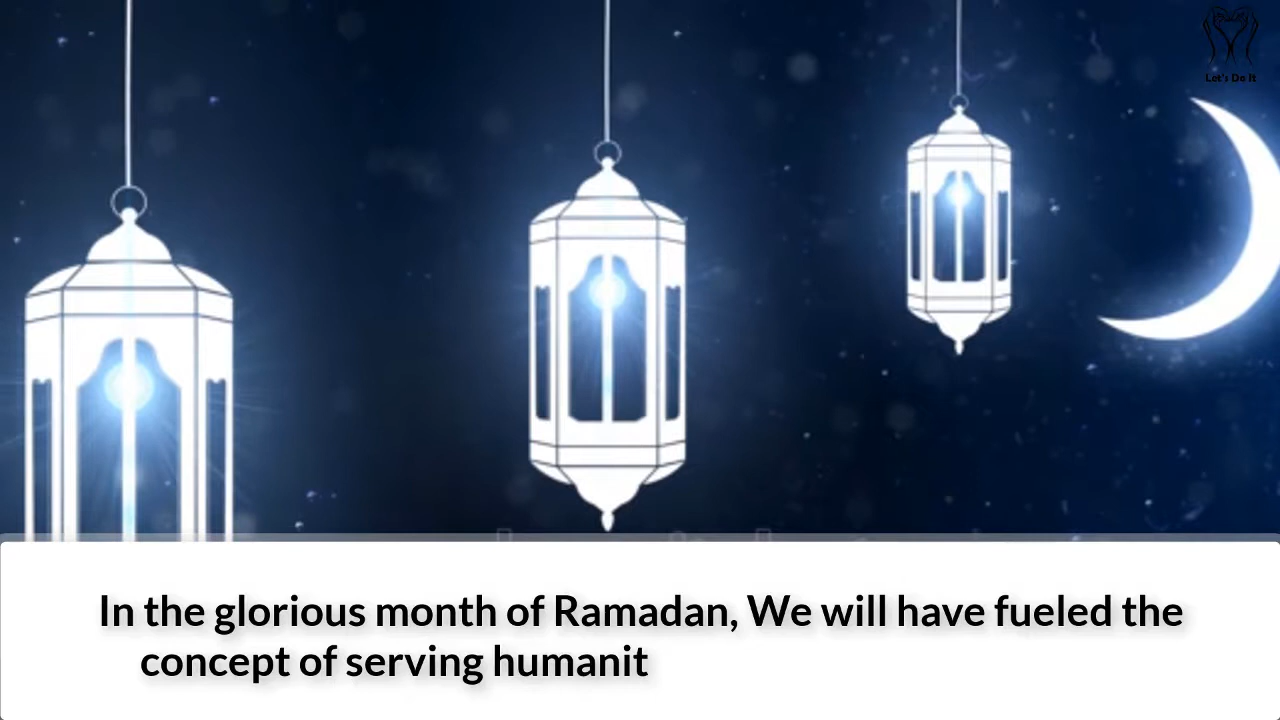 Let's Do It
In the glorious month of Ramadan, We will have fueled the
concept of serving humanit